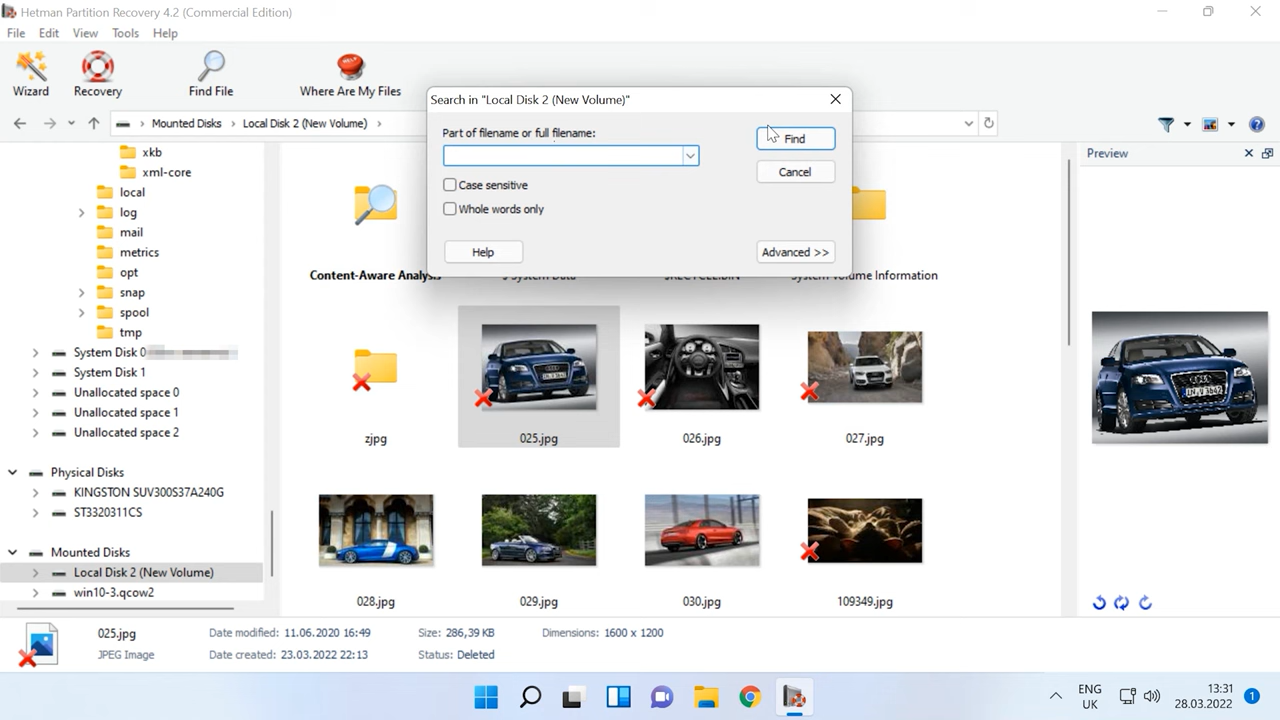 Hetman Partition Recovery 4.2 (Commercial Edition)
File Edit View Tools Help
Wizard Recovery Find File Where Are My Files
Mounted Disks Local Disk 2 (New Volume)
Search in "Local Disk 2 (New Volume)"
Part of filename or full filename:
Find
Case sensitive
Cancel
Whole words only
Help
Advanced >>
Preview
xkb
xml-core
local
log
mail
metrics
opt
snap
spool
tmp
System Disk 0
System Disk 1
Unallocated space 0
Unallocated space 1
Unallocated space 2
Physical Disks
KINGSTON SUV300S37A240G
ST3320311CS
Mounted Disks
Local Disk 2 (New Volume)
win10-3.qcow2
Content-Aware Analysis
System Volume Information
zjpg
025.jpg
026.jpg
027.jpg
028.jpg
029.jpg
030.jpg
109349.jpg
025.jpg Date modified: 11.06.2020 16:49 Size: 286,39 KB Dimensions: 1600 x 1200
JPEG Image Date created: 23.03.2022 22:13 Status: Deleted
ENG
UK
13:31
28.03.2022
1